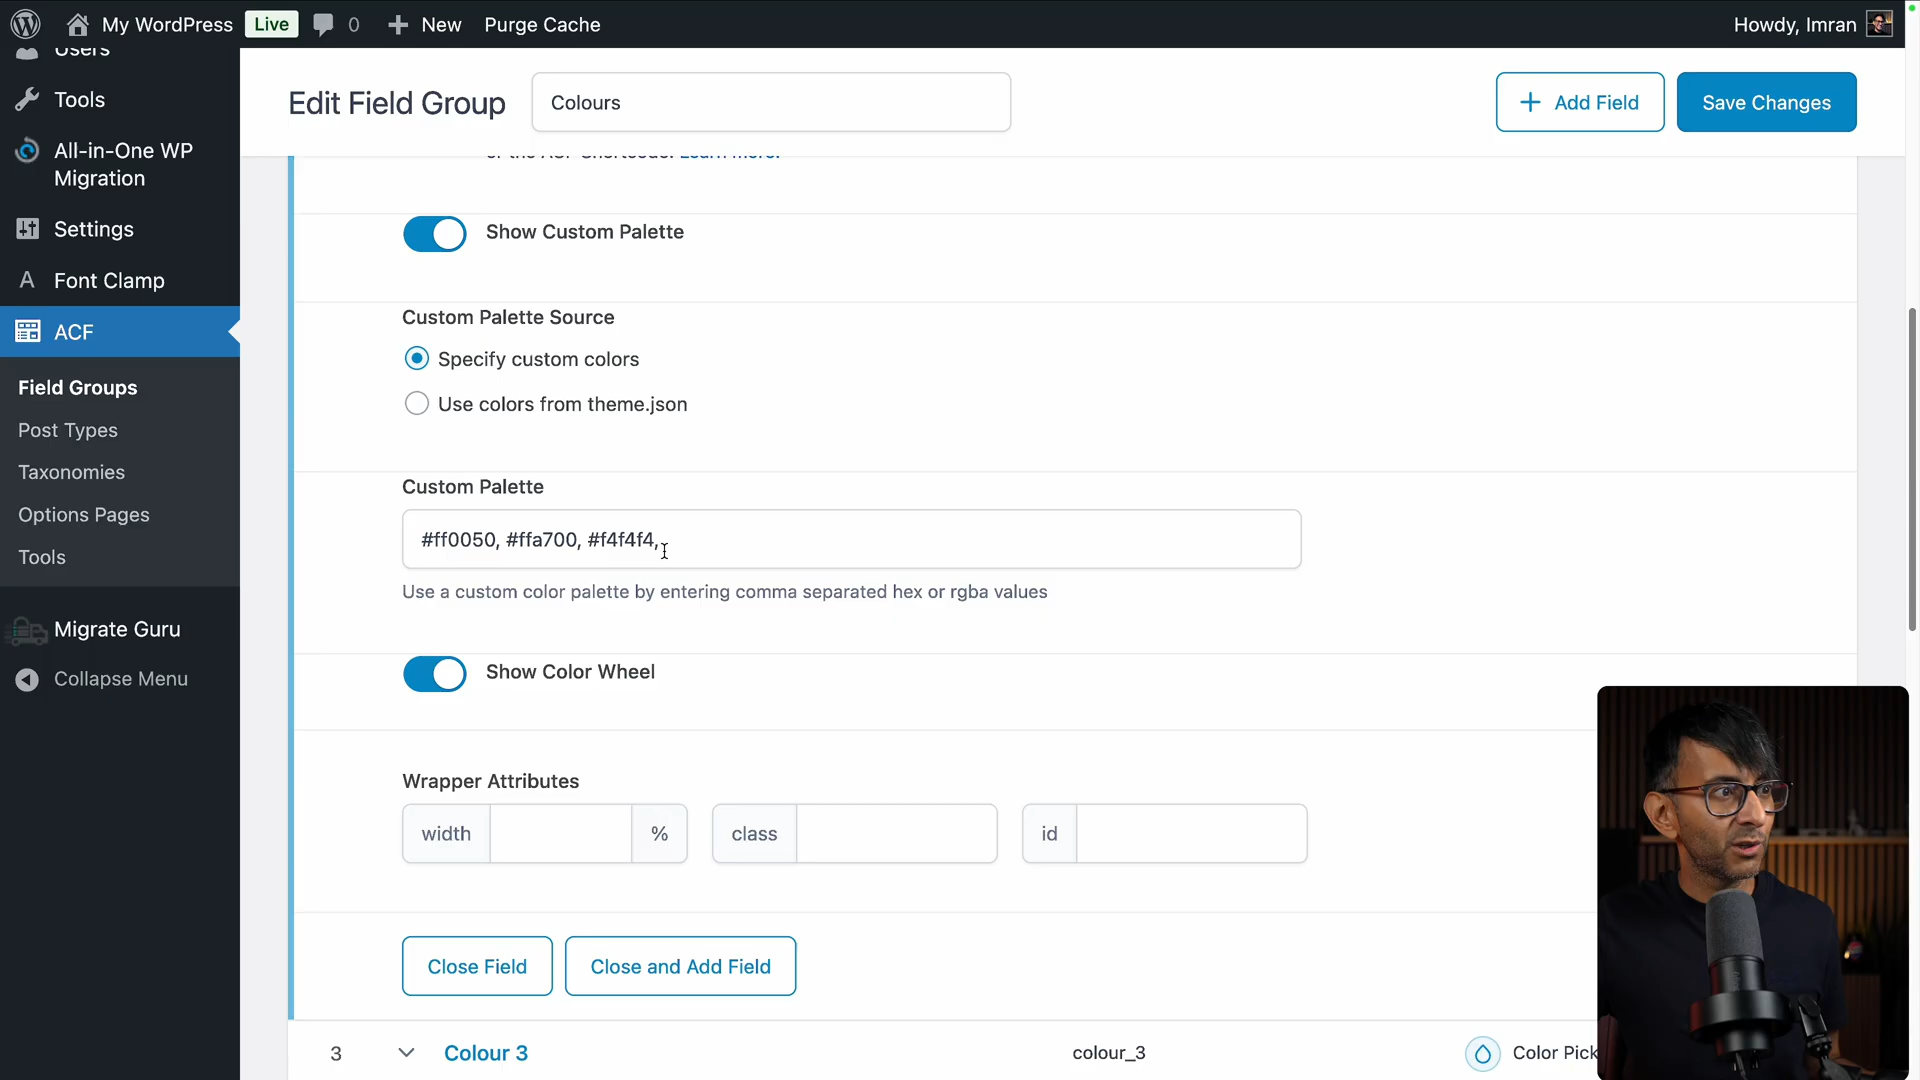 My WordPress Live 0 + New Purge Cache Howdy, Imran
Users
Tools
All-in-One WP
Migration
Settings
Font Clamp
ACF
Field Groups
Post Types
Taxonomies
Options Pages
Tools
Migrate Guru
Collapse Menu
Edit Field Group Colours + Add Field Save Changes
of the ACF Shortcode. Learn more.
Show Custom Palette
Custom Palette Source
Specify custom colors
Use colors from theme.json
Custom Palette
#ff0050, #ffa700, #f4f4f4,
Use a custom color palette by entering comma separated hex or rgba values
Show Color Wheel
Wrapper Attributes
width % class id
Close Field Close and Add Field
3 Colour 3 colour_3 Color Pick